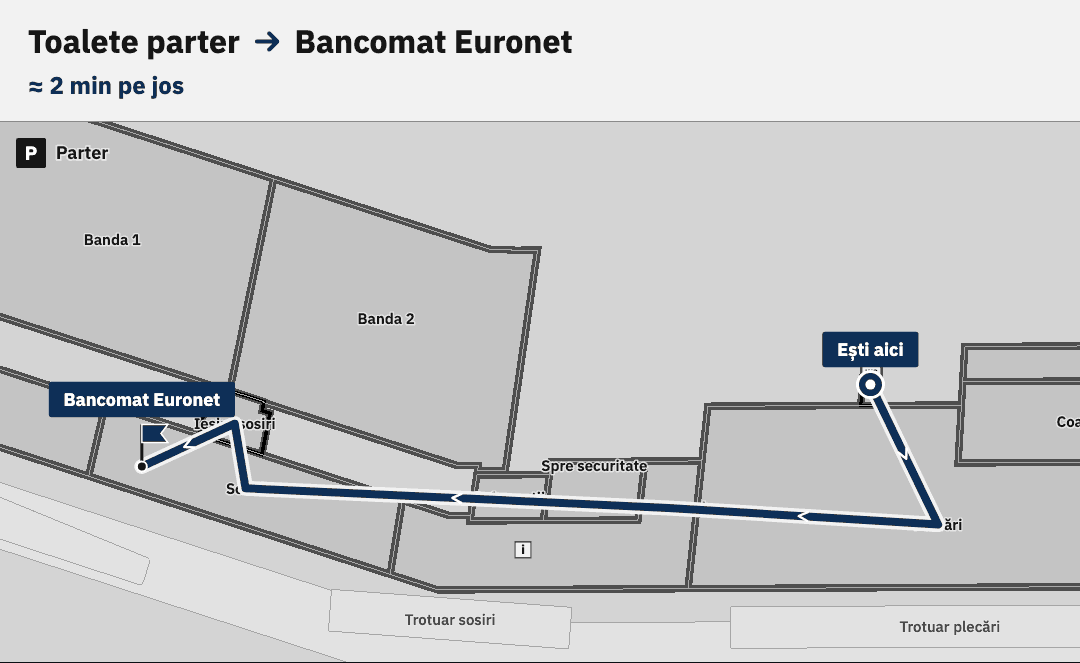 Toalete parter → Bancomat Euronet
≈ 2 min pe jos
P Parter
Banda 1
Banda 2
Ești aici
Bancomat Euronet
sosiri
Spre securitate
i
Trotuar sosiri
Trotuar plecări